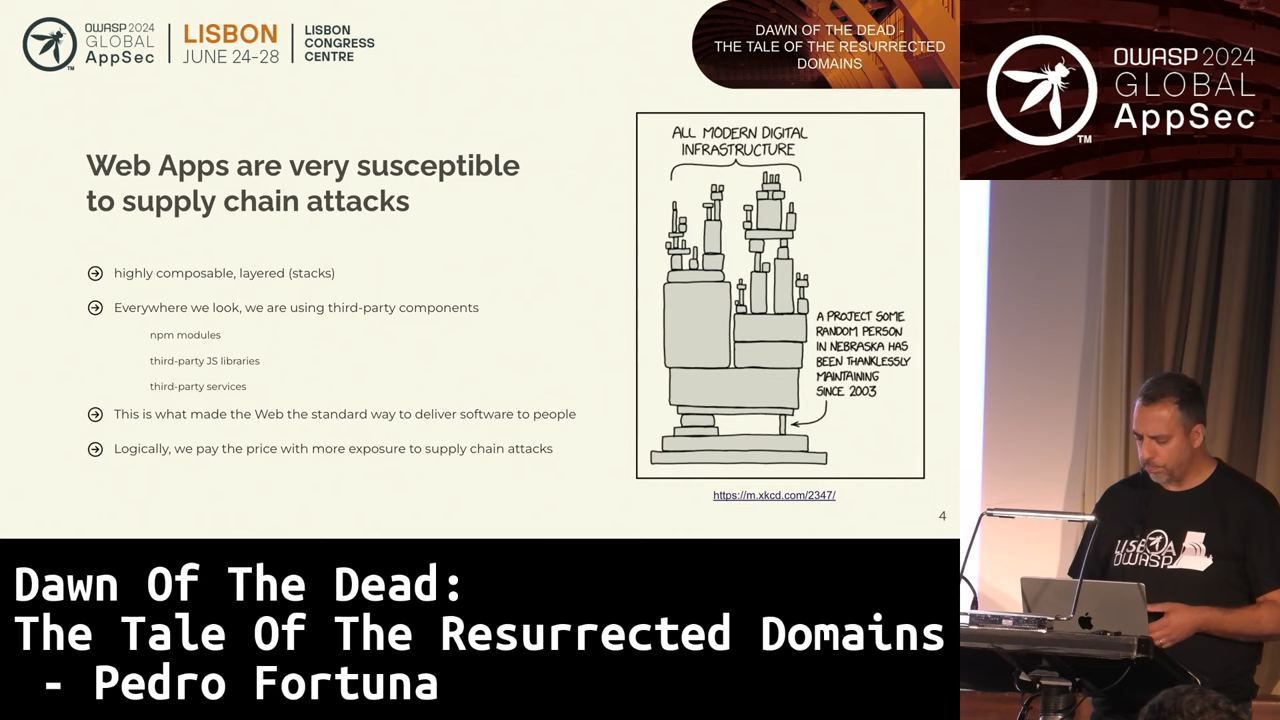 OWASP 2024
GLOBAL
AppSec
TM
LISBON
JUNE 24-28
LISBON
CONGRESS
CENTRE
DAWN OF THE DEAD -
THE TALE OF THE RESURRECTED
DOMAINS
OWASP 2024
GLOBAL
AppSec
TM
Web Apps are very susceptible
to supply chain attacks
highly composable, layered (stacks)
Everywhere we look, we are using third-party components
npm modules
third-party JS libraries
third-party services
This is what made the Web the standard way to deliver software to people
Logically, we pay the price with more exposure to supply chain attacks
ALL MODERN DIGITAL
INFRASTRUCTURE
A PROJECT SOME
RANDOM PERSON
IN NEBRASKA HAS
BEEN THANKLESSLY
MAINTAINING
SINCE 2003
https://m.xkcd.com/2347/
4
LISBOA
OWASP
Dawn Of The Dead:
The Tale Of The Resurrected Domains
- Pedro Fortuna